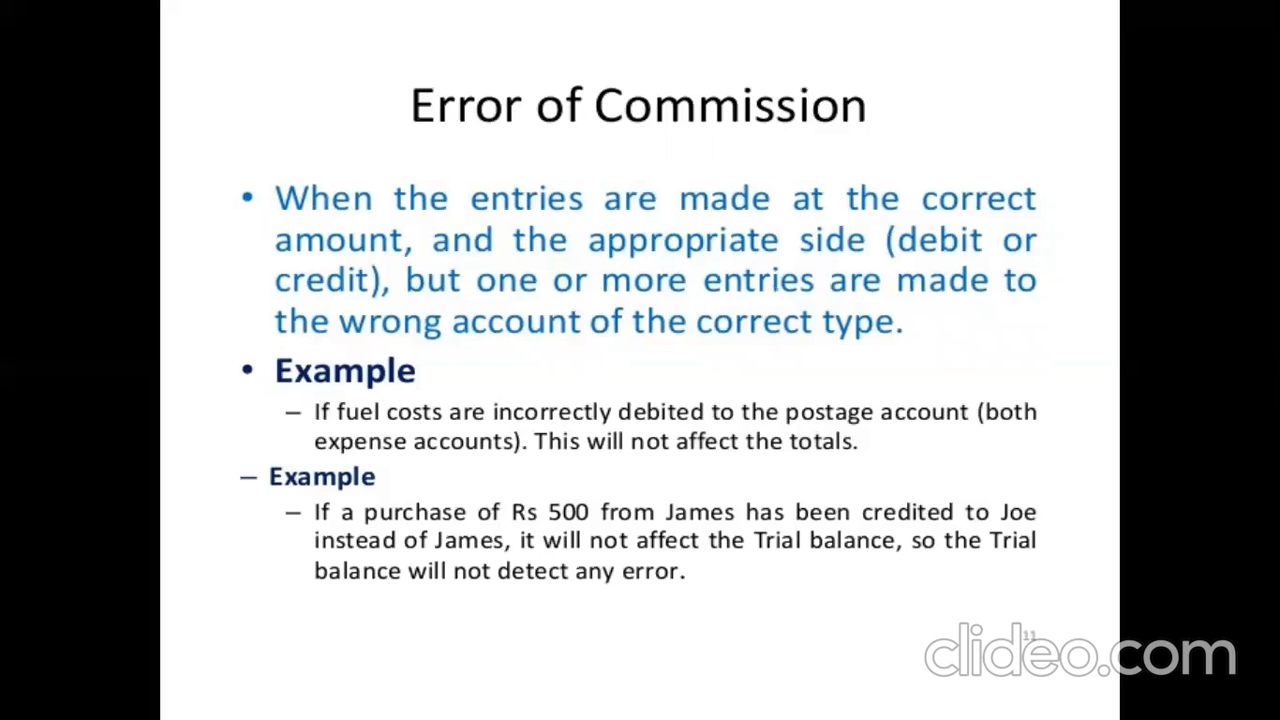 Error of Commission
• When the entries are made at the correct
amount, and the appropriate side (debit or
credit), but one or more entries are made to
the wrong account of the correct type.
• Example
– If fuel costs are incorrectly debited to the postage account (both
expense accounts). This will not affect the totals.
– Example
– If a purchase of Rs 500 from James has been credited to Joe
instead of James, it will not affect the Trial balance, so the Trial
balance will not detect any error.
11
clideo.com